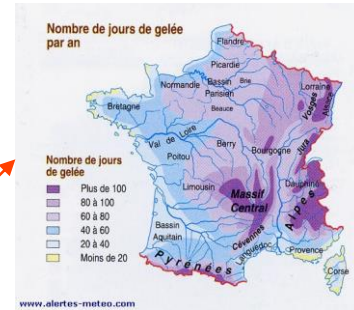 Nombre de jours de gelée
par an
Flandre
Picardie
Normandie
Bassin
Parisien
Brie
Lorraine
Alsace
Vosges
Bretagne
Beauce
Val de Loire
Berry
Bourgogne
Jura
Poitou
Nombre de jours
de gelée
Plus de 100
80 à 100
60 à 80
40 à 60
20 à 40
Moins de 20
Limousin
Massif
Central
Dauphiné
Alpes
Bassin
Aquitain
Cévennes
Languedoc
Provence
Pyrénées
Corse
www.alertes-meteo.com